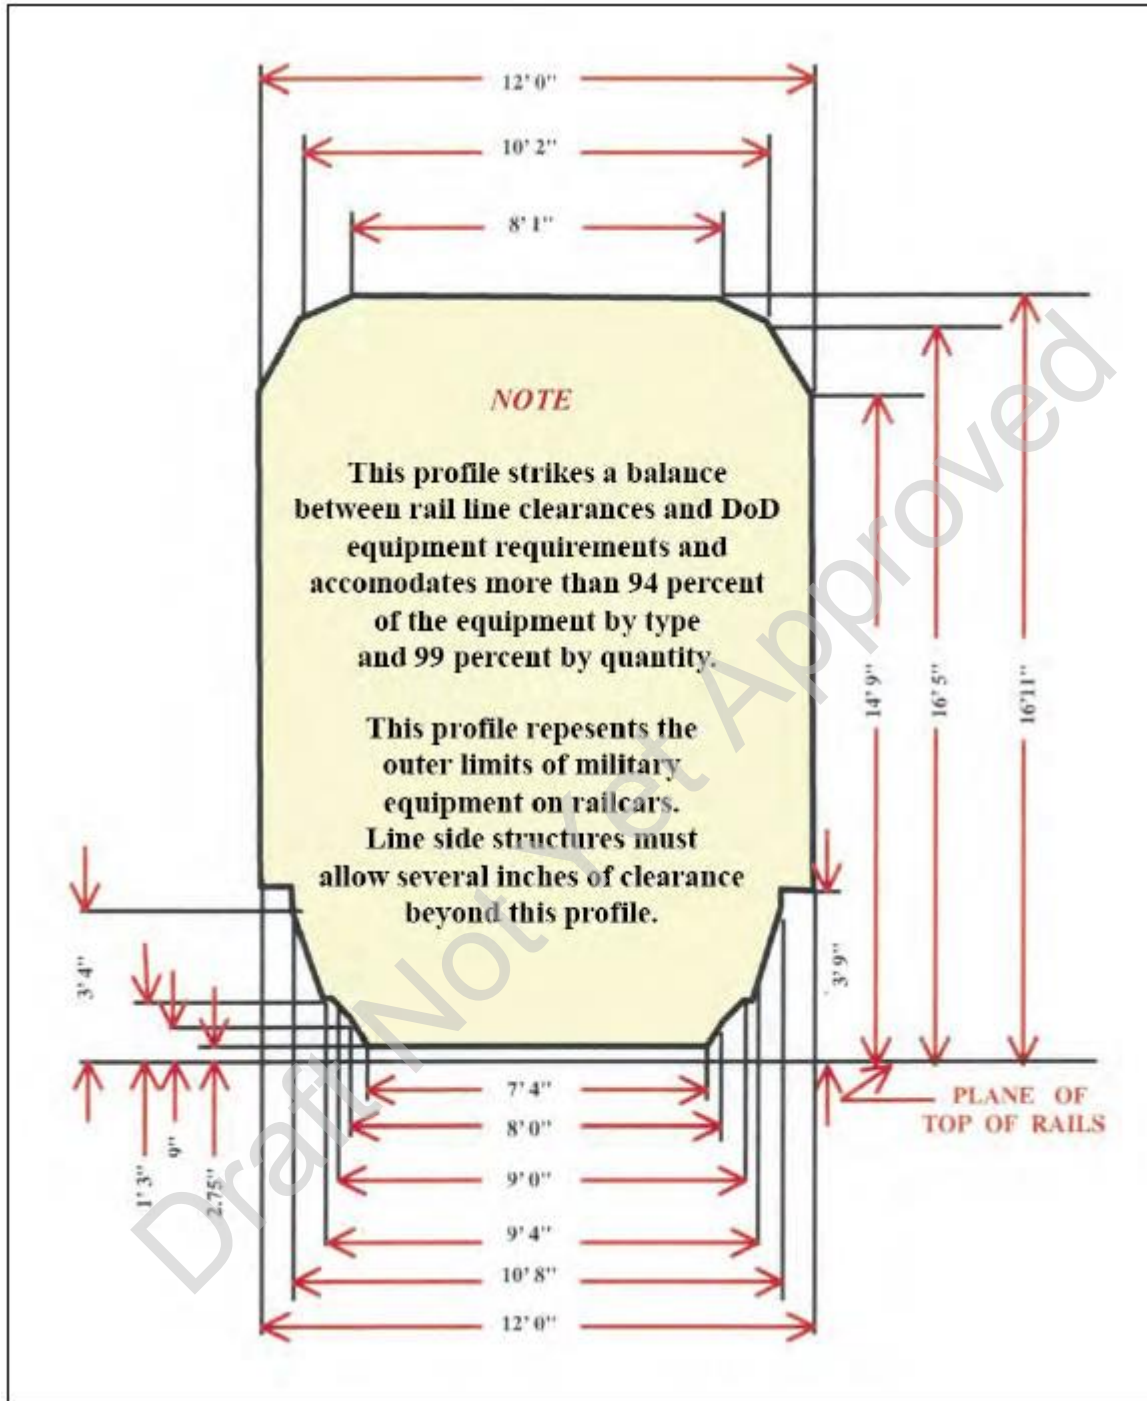 12' 0"
10' 2"
8' 1"
NOTE
This profile strikes a balance
between rail line clearances and DoD
equipment requirements and
accomodates more than 94 percent
of the equipment by type
and 99 percent by quantity.
This profile repesents the
outer limits of military
equipment on railcars.
Line side structures must
allow several inches of clearance
beyond this profile.
14' 9"
16' 5"
16'11"
3' 4"
3' 9"
1' 3"
9"
2.75"
7' 4"
8' 0"
9' 0"
9' 4"
10' 8"
12' 0"
PLANE OF
TOP OF RAILS
Draft Not Yet Approved